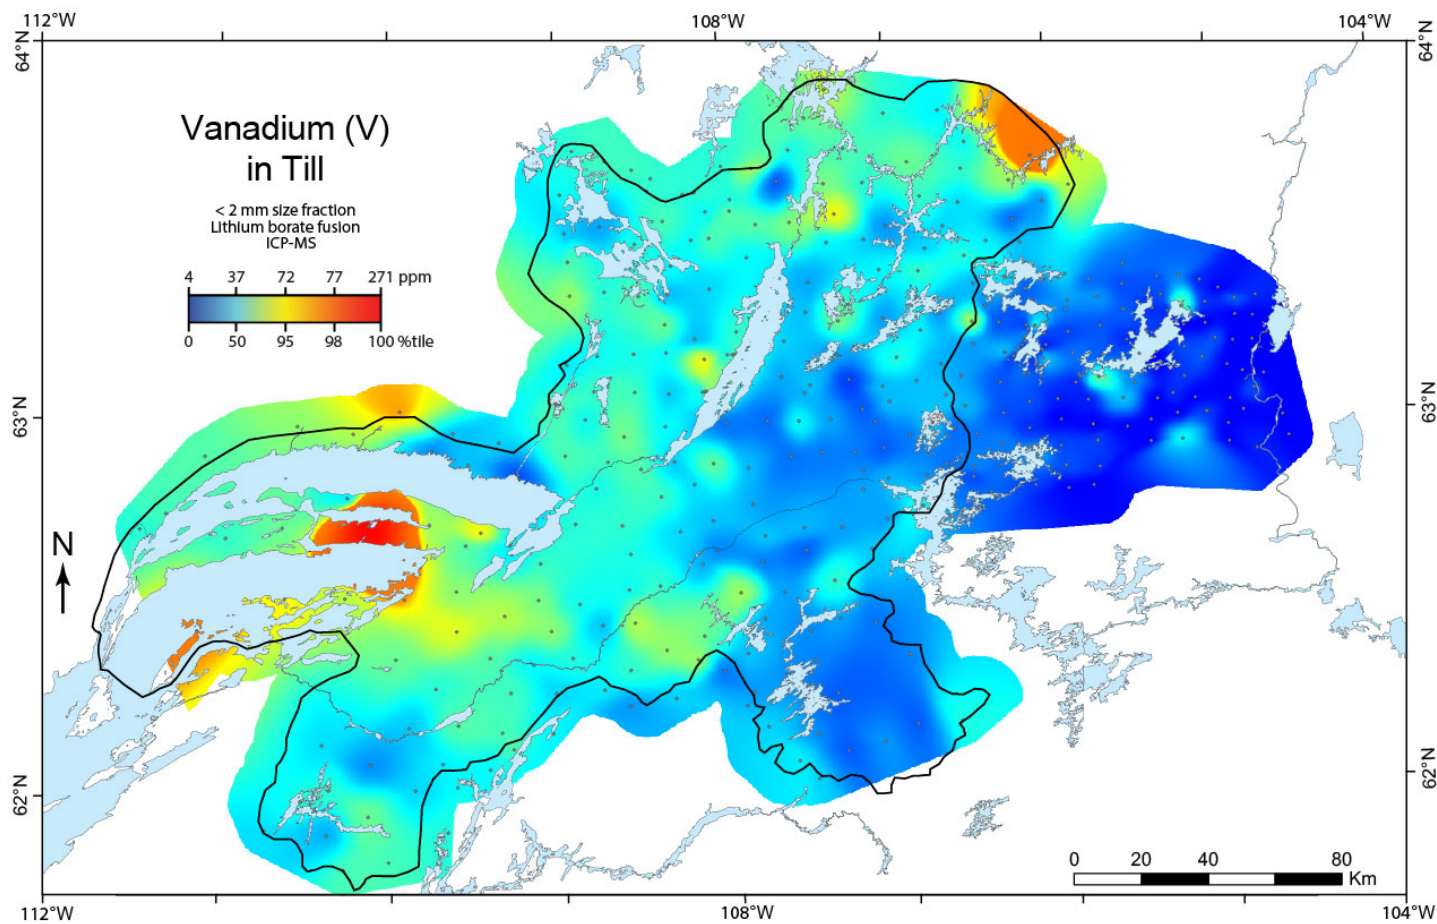 112°W 108°W 104°W
64°N 64°N
Vanadium (V)
in Till
< 2 mm size fraction
Lithium borate fusion
ICP-MS
4 37 72 77 271 ppm
0 50 95 98 100 %tile
63°N 63°N
N
62°N 62°N
0 20 40 80
Km
112°W 108°W 104°W